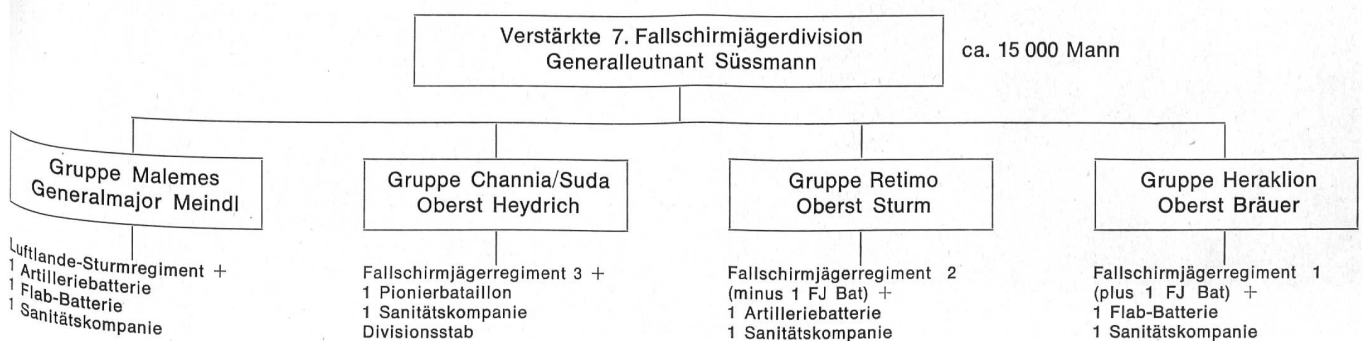 Verstärkte 7. Fallschirmjägerdivision
Generalleutnant Süssmann
ca. 15 000 Mann
Gruppe Malemes
Generalmajor Meindl
Luftlande-Sturmregiment +
1 Artilleriebatterie
1 Flab-Batterie
1 Sanitätskompanie
Gruppe Channia/Suda
Oberst Heydrich
Fallschirmjägerregiment 3 +
1 Pionierbataillon
1 Sanitätskompanie
Divisionsstab
Gruppe Retimo
Oberst Sturm
Fallschirmjägerregiment 2
(minus 1 FJ Bat) +
1 Artilleriebatterie
1 Sanitätskompanie
Gruppe Heraklion
Oberst Bräuer
Fallschirmjägerregiment 1
(plus 1 FJ Bat) +
1 Flab-Batterie
1 Sanitätskompanie